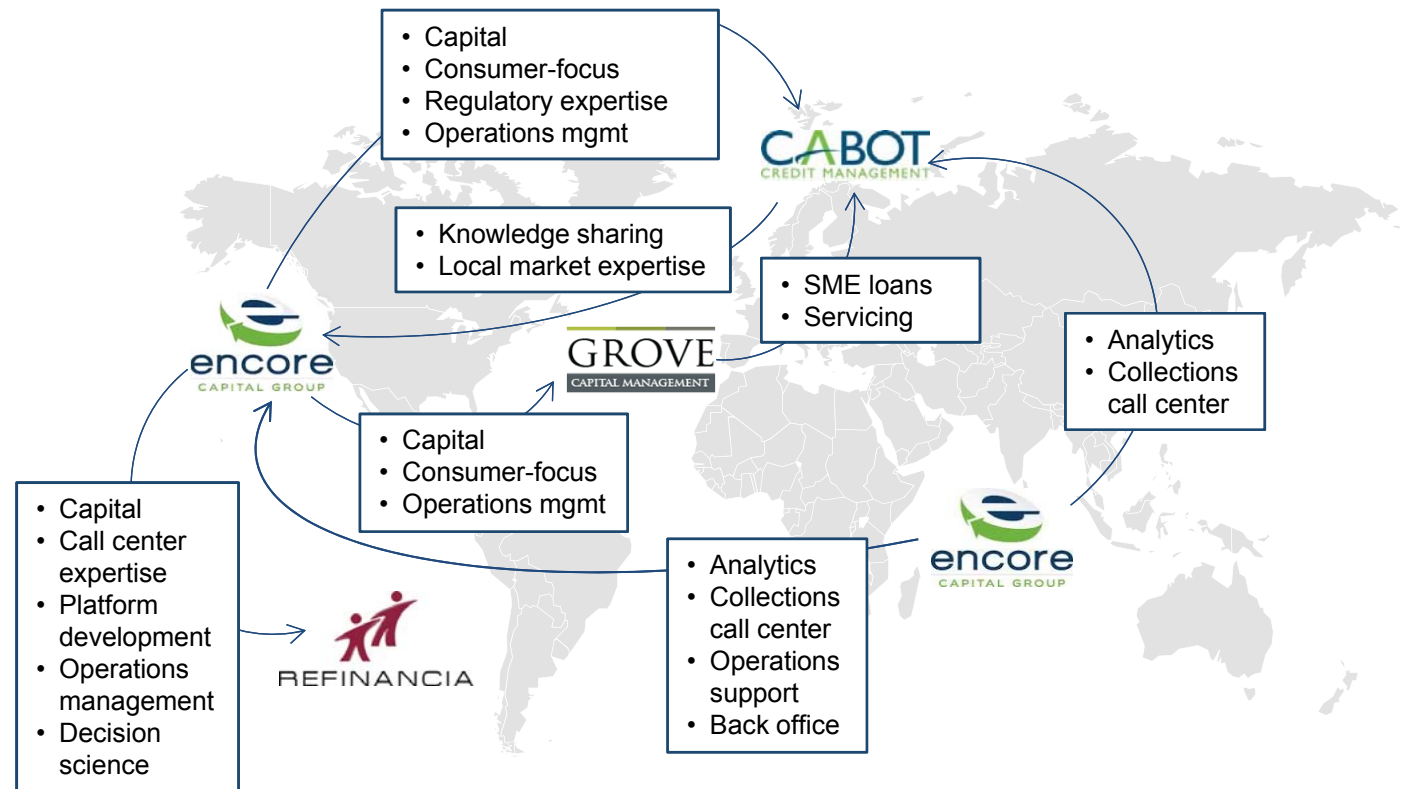 • Capital
• Consumer-focus
• Regulatory expertise
• Operations mgmt
CABOT
CREDIT MANAGEMENT
• Knowledge sharing
• Local market expertise
• SME loans
• Servicing
encore
CAPITAL GROUP
GROVE
CAPITAL MANAGEMENT
• Analytics
• Collections
call center
• Capital
• Consumer-focus
• Operations mgmt
• Capital
• Call center
expertise
• Platform
development
• Operations
management
• Decision
science
REFINANCIA
• Analytics
• Collections
call center
• Operations
support
• Back office
encore
CAPITAL GROUP